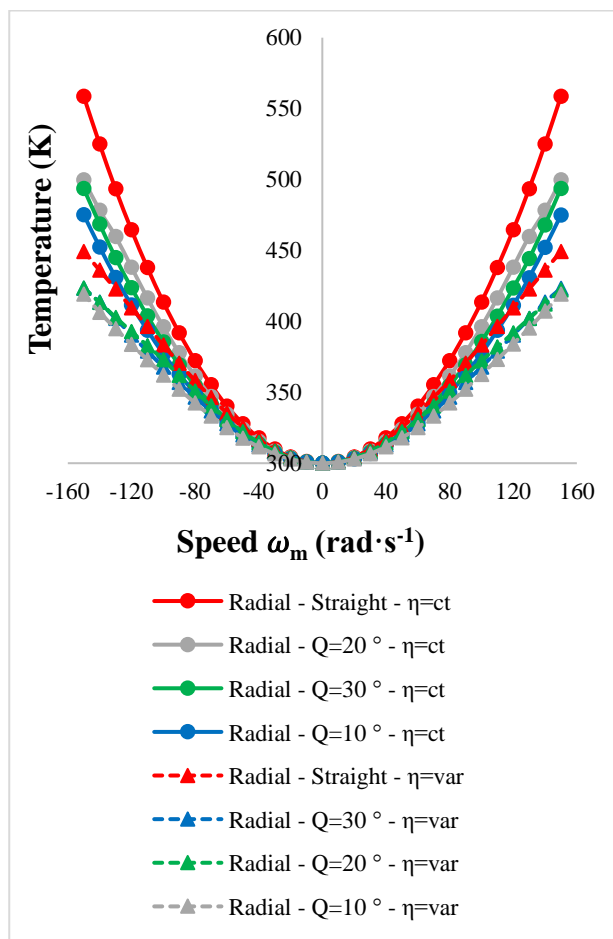 600
550
500
450
400
350
300
Temperature (K)
-160 -120 -80 -40 0 40 80 120 160
Speed ωm (rad·s-1)
Radial - Straight - η=ct
Radial - Q=20 ° - η=ct
Radial - Q=30 ° - η=ct
Radial - Q=10 ° - η=ct
Radial - Straight - η=var
Radial - Q=30 ° - η=var
Radial - Q=20 ° - η=var
Radial - Q=10 ° - η=var